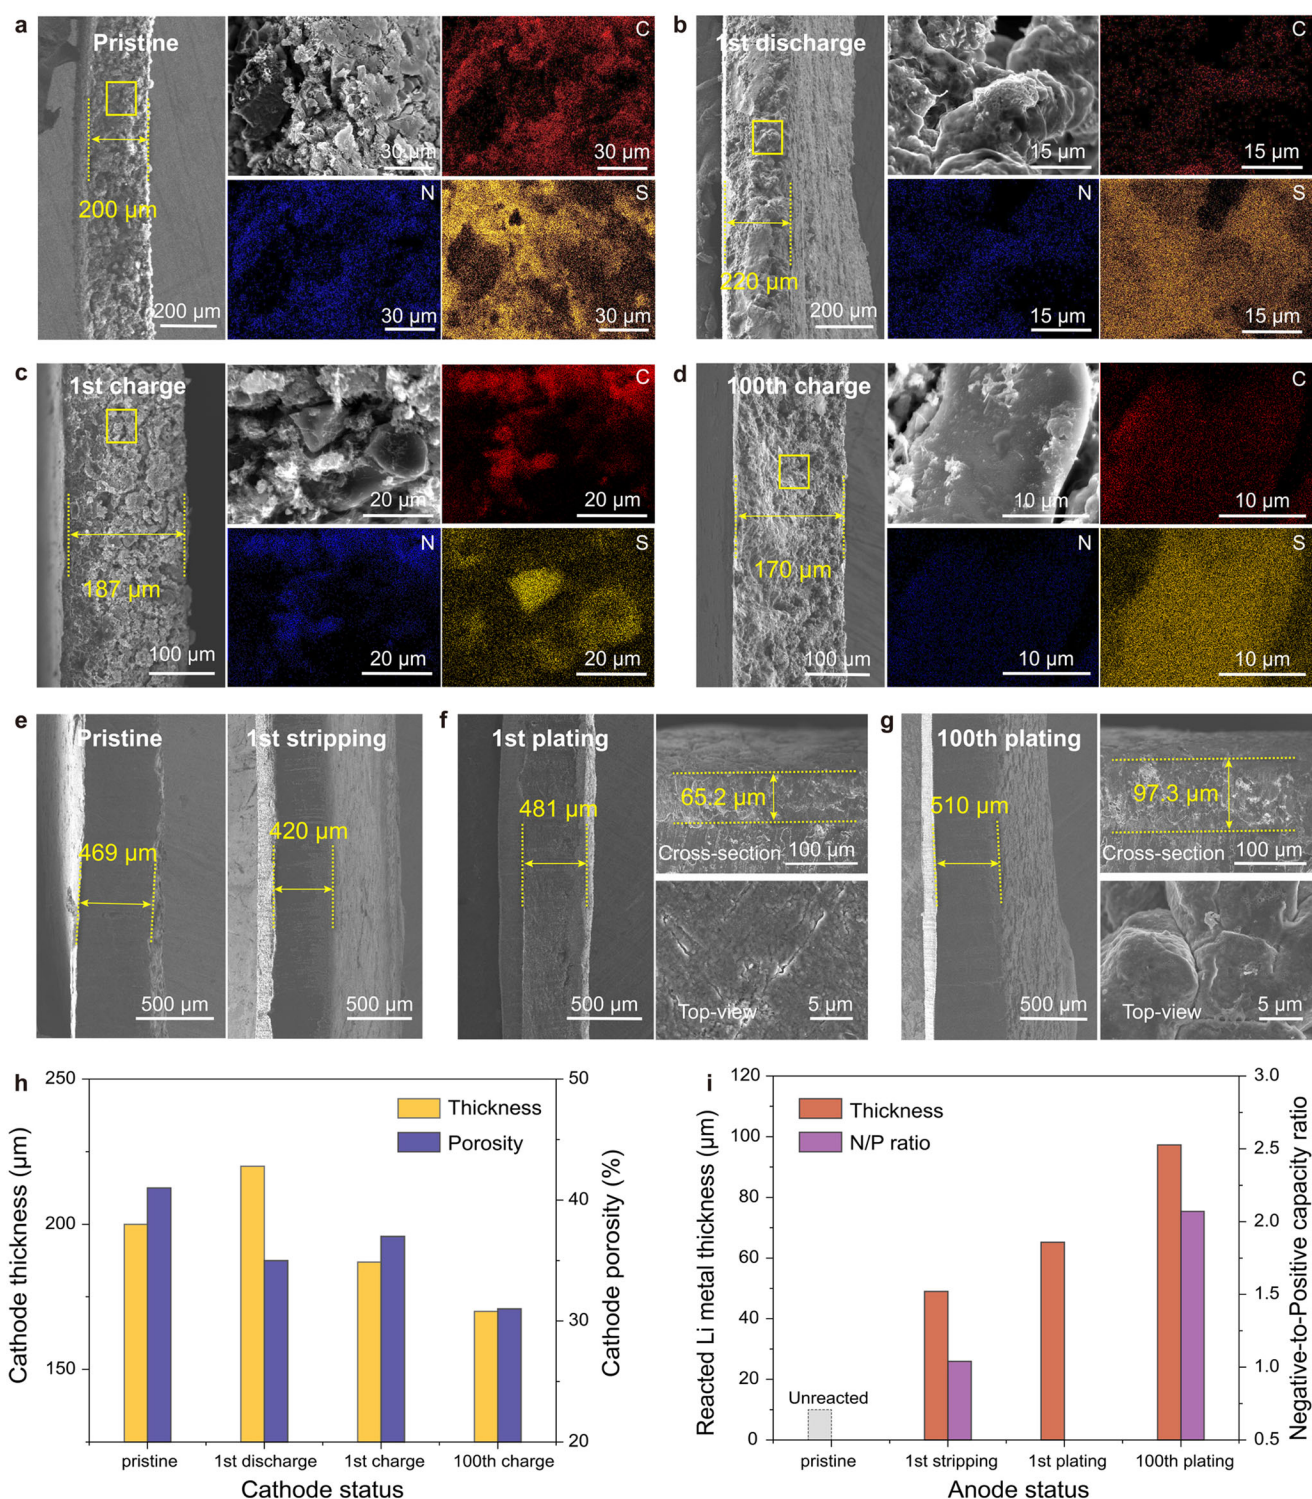 a
Pristine
200 µm
200 µm
30 µm
C
30 µm
N
30 µm
S
30 µm
b
1st discharge
220 µm
200 µm
15 µm
C
15 µm
N
15 µm
S
15 µm
c
1st charge
187 µm
100 µm
20 µm
C
20 µm
N
20 µm
S
20 µm
d
100th charge
170 µm
100 µm
10 µm
C
10 µm
N
10 µm
S
10 µm
e
Pristine
469 µm
500 µm
1st stripping
420 µm
500 µm
f
1st plating
481 µm
500 µm
65.2 µm
Cross-section
100 µm
Top-view
5 µm
g
100th plating
510 µm
500 µm
97.3 µm
Cross-section
100 µm
Top-view
5 µm
h
Cathode thickness (µm)
250
200
150
Thickness
Porosity
50
40
30
20
Cathode porosity (%)
pristine
1st discharge
1st charge
100th charge
Cathode status
i
Reacted Li metal thickness (µm)
120
100
80
60
40
20
0
Thickness
N/P ratio
Unreacted
3.0
2.5
2.0
1.5
1.0
0.5
Negative-to-Positive capacity ratio
pristine
1st stripping
1st plating
100th plating
Anode status